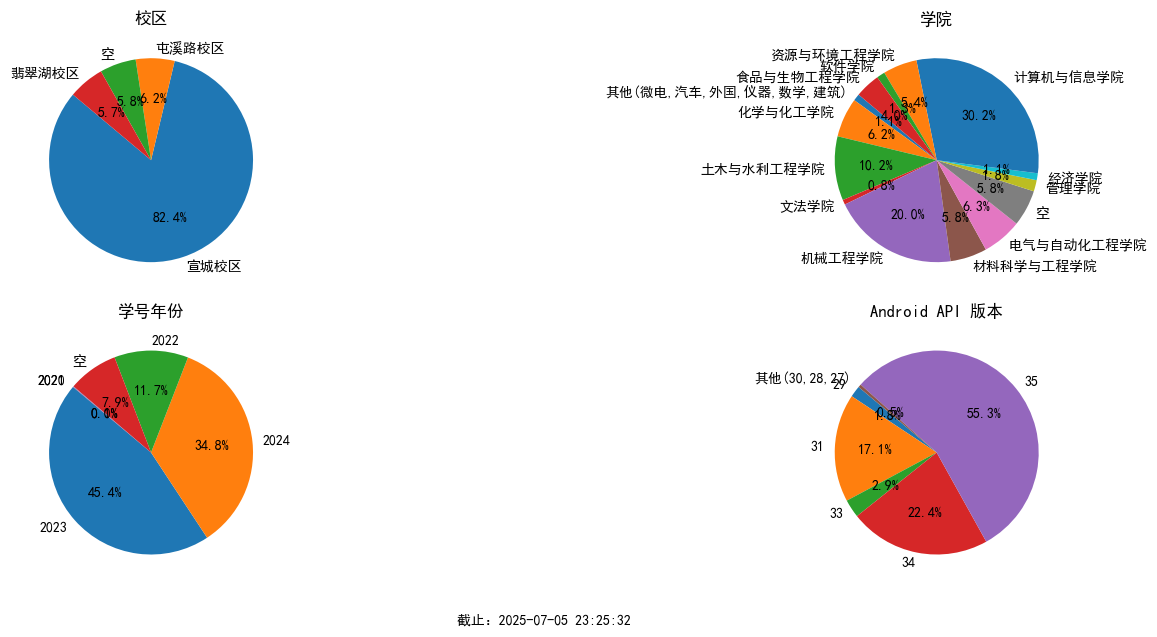 校区
屯溪路校区
空
翡翠湖校区
6.2%
5.8%
5.7%
82.4%
宣城校区
学院
资源与环境工程学院
软件学院
食品与生物工程学院
其他(微电,汽车,外国,仪器,数学,建筑)
化学与化工学院
土木与水利工程学院
文法学院
机械工程学院
材料科学与工程学院
电气与自动化工程学院
空
管理学院
经济学院
计算机与信息学院
30.2%
5.4%
4.0%
1.1%
6.2%
10.2%
0.8%
20.0%
5.8%
6.3%
5.8%
1.8%
1.1%
学号年份
2022
空
2020
2023
2024
11.7%
7.9%
34.8%
45.4%
Android API 版本
其他(30,28,27)
29
31
33
34
35
0.5%
1.8%
17.1%
2.9%
22.4%
55.3%
截止：2025-07-05 23:25:32